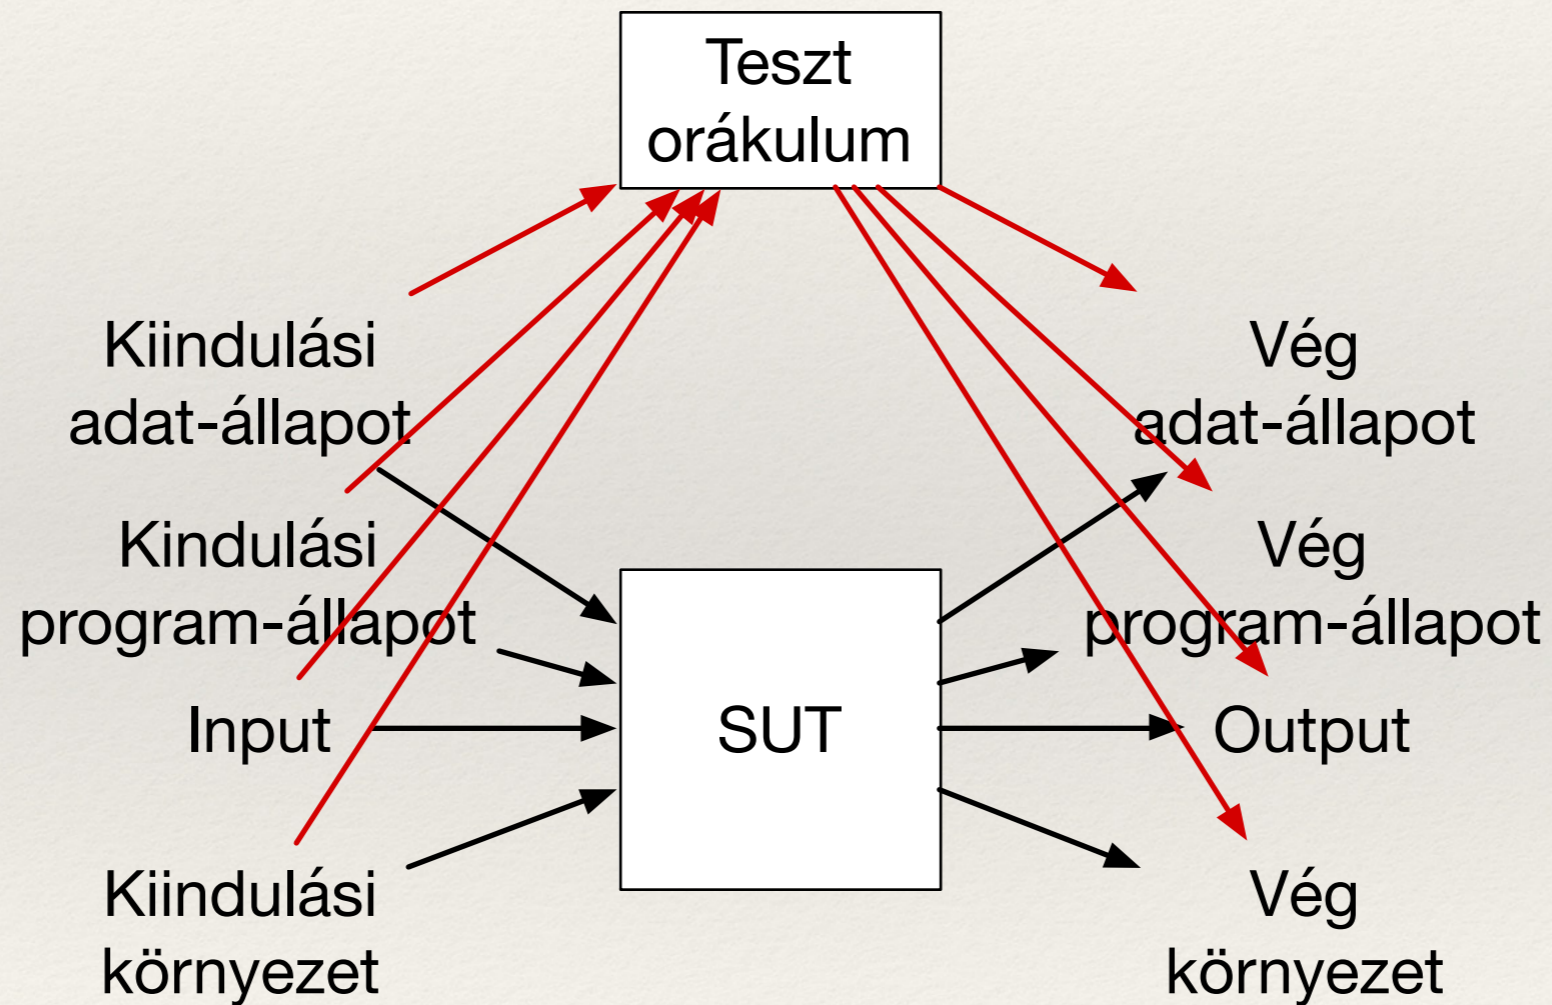 Teszt
orákulum
Kiindulási
adat-állapot
Kindulási
program-állapot
Input
Kiindulási
környezet
SUT
Vég
adat-állapot
Vég
program-állapot
Output
Vég
környezet